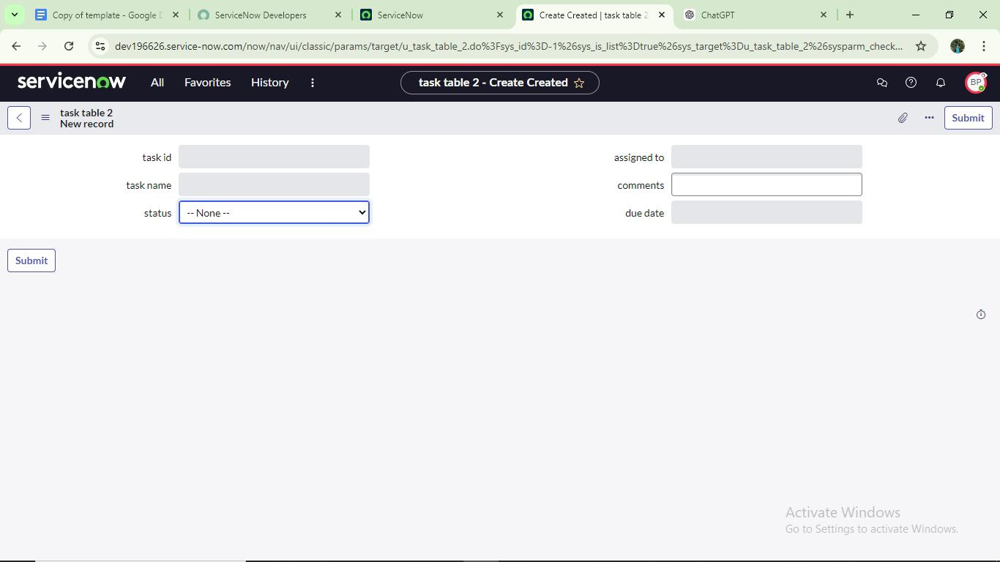 Copy of template - Google D
ServiceNow Developers
ServiceNow
Create Created | task table 2
ChatGPT
dev196626.service-now.com/now/nav/ui/classic/params/target/u_task_table_2.do%3Fsys_id%3D-1%26sys_is_list%3Dtrue%26sys_target%3Du_task_table_2%26sysparm_check...
servicenow
All
Favorites
History
task table 2 - Create Created
BP
task table 2
New record
Submit
task id
assigned to
task name
comments
status
-- None --
due date
Submit
Activate Windows
Go to Settings to activate Windows.